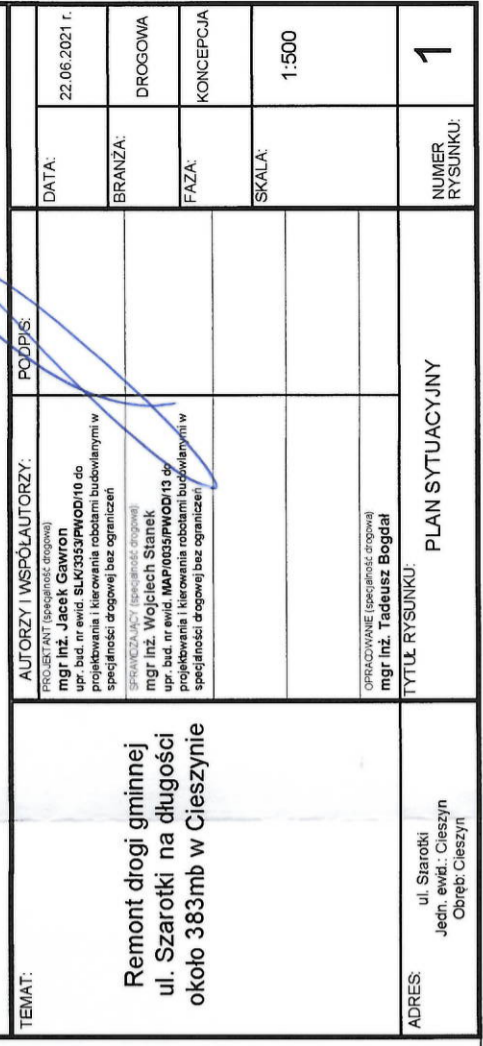 TEMAT:
Remont drogi gminnej
ul. Szarotki na długości
około 383mb w Cieszynie
AUTORZY I WSPÓŁAUTORZY:
PODPIS:
PROJEKTANT (specjalność drogowa)
mgr inż. Jacek Gawron
upr. bud. nr ewid. SLK/3353/PWOD/10 do
projektowania i kierowania robotami budowlanymi w
specjalności drogowej bez ograniczeń
SPRAWDZAJĄCY (specjalność drogowa)
mgr inż. Wojciech Stanek
upr. bud. nr ewid. MAP/0035/PWOD/13 do
projektowania i kierowania robotami budowlanymi w
specjalności drogowej bez ograniczeń
OPRACOWANIE (specjalność drogowa)
mgr inż. Tadeusz Bogdał
DATA:
22.06.2021 r.
BRANŻA:
DROGOWA
FAZA:
KONCEPCJA
SKALA:
1:500
ADRES:
ul. Szarotki
Jedn. ewid.: Cieszyn
Obręb: Cieszyn
TYTUŁ RYSUNKU:
PLAN SYTUACYJNY
NUMER
RYSUNKU:
1